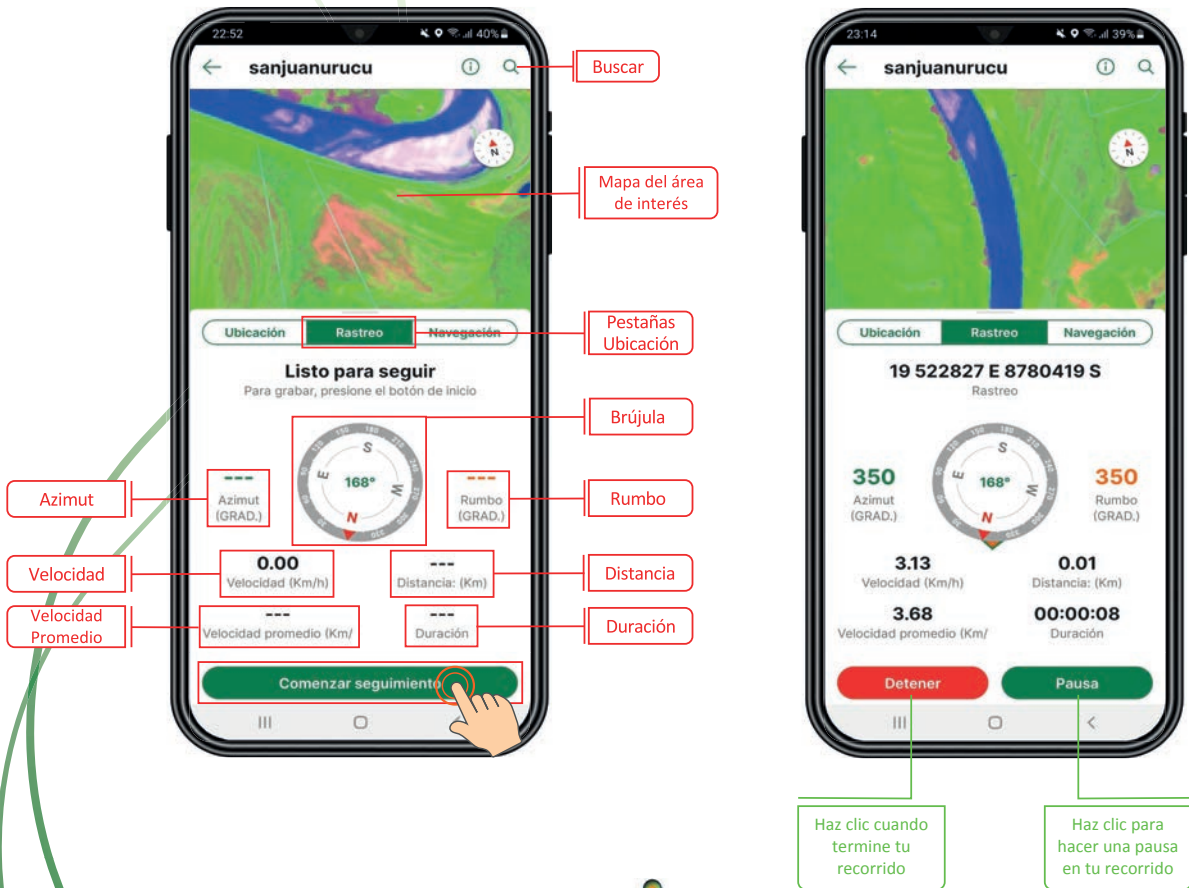 22:52
40%
sanjuanurucu
Buscar
N
Mapa del área
de interés
Ubicación
Rastreo
Navegación
Pestañas
Ubicación
Listo para seguir
Para grabar, presione el botón de inicio
Brújula
S
E
168°
W
N
---
Azimut
(GRAD.)
Azimut
---
Rumbo
(GRAD.)
Rumbo
0.00
Velocidad (Km/h)
Velocidad
---
Distancia: (Km)
Distancia
---
Velocidad promedio (Km/
Velocidad
Promedio
---
Duración
Duración
Comenzar seguimiento
23:14
39%
sanjuanurucu
N
Ubicación
Rastreo
Navegación
19 522827 E 8780419 S
Rastreo
S
E
168°
W
N
350
Azimut
(GRAD.)
350
Rumbo
(GRAD.)
3.13
Velocidad (Km/h)
0.01
Distancia: (Km)
3.68
Velocidad promedio (Km/
00:00:08
Duración
Detener
Pausa
Haz clic cuando
termine tu
recorrido
Haz clic para
hacer una pausa
en tu recorrido